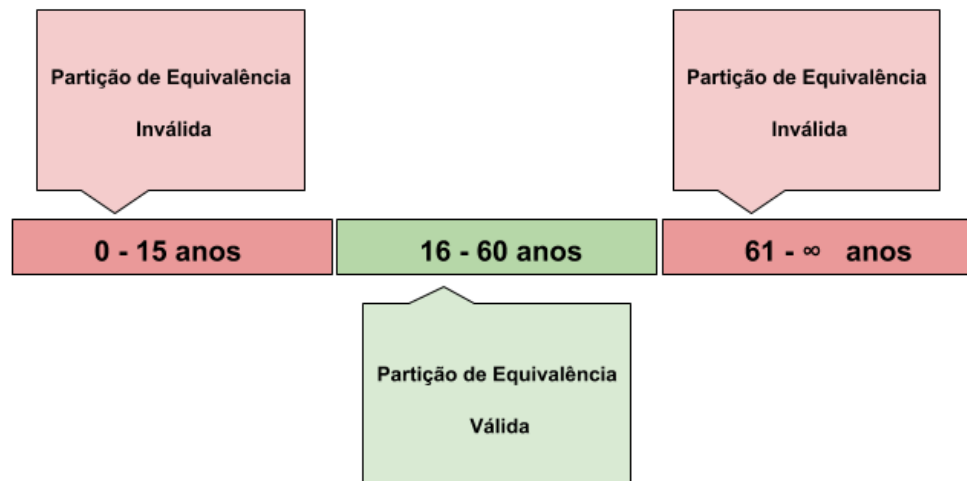 Partição de Equivalência
Inválida
Partição de Equivalência
Inválida
0 - 15 anos
16 - 60 anos
61 - ∞ anos
Partição de Equivalência
Válida